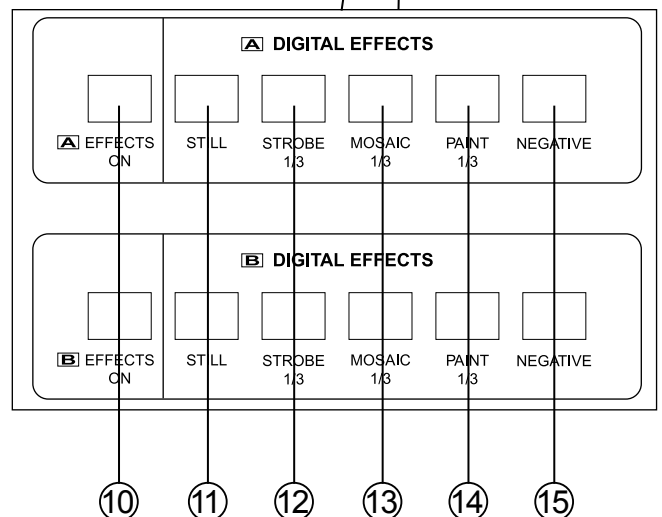 A DIGITAL EFFECTS
A EFFECTS ON
STILL
STROBE 1/3
MOSAIC 1/3
PAINT 1/3
NEGATIVE
B DIGITAL EFFECTS
B EFFECTS ON
STILL
STROBE 1/3
MOSAIC 1/3
PAINT 1/3
NEGATIVE
10 11 12 13 14 15